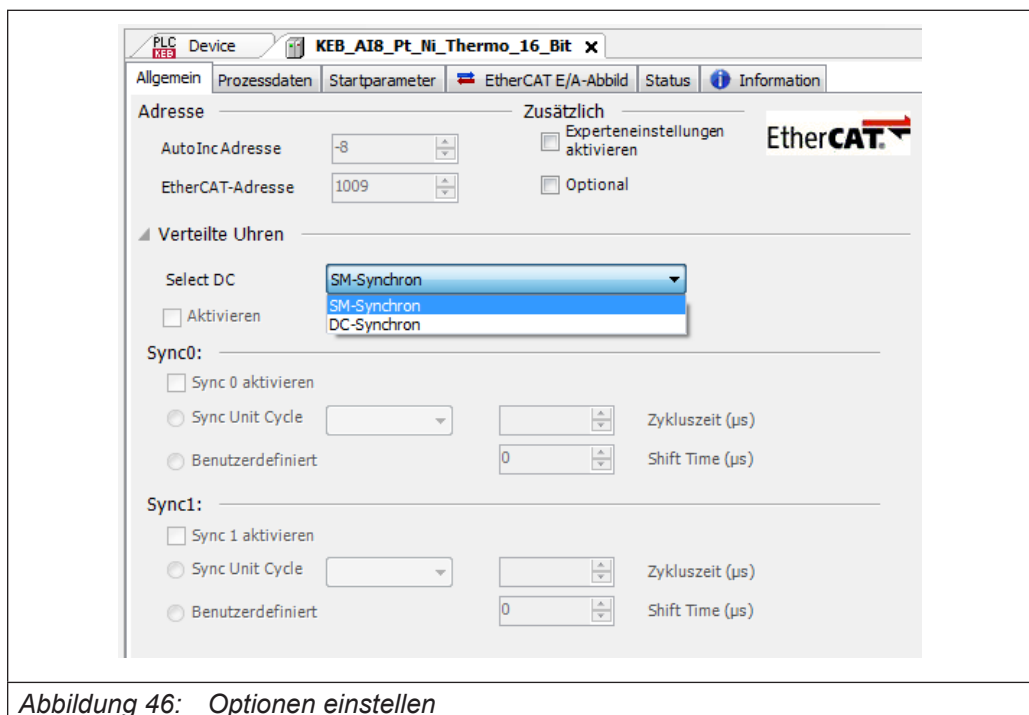 PLC KEB Device KEB_AI8_Pt_Ni_Thermo_16_Bit x
Allgemein Prozessdaten Startparameter EtherCAT E/A-Abbild Status i Information
Adresse Zusätzlich
AutoInc Adresse -8 Experteneinstellungen aktivieren EtherCAT.
EtherCAT-Adresse 1009 Optional
Verteilte Uhren
Select DC SM-Synchron
SM-Synchron
Aktivieren DC-Synchron
Sync0:
Sync 0 aktivieren
Sync Unit Cycle Zykluszeit (µs)
Benutzerdefiniert 0 Shift Time (µs)
Sync1:
Sync 1 aktivieren
Sync Unit Cycle Zykluszeit (µs)
Benutzerdefiniert 0 Shift Time (µs)
Abbildung 46: Optionen einstellen